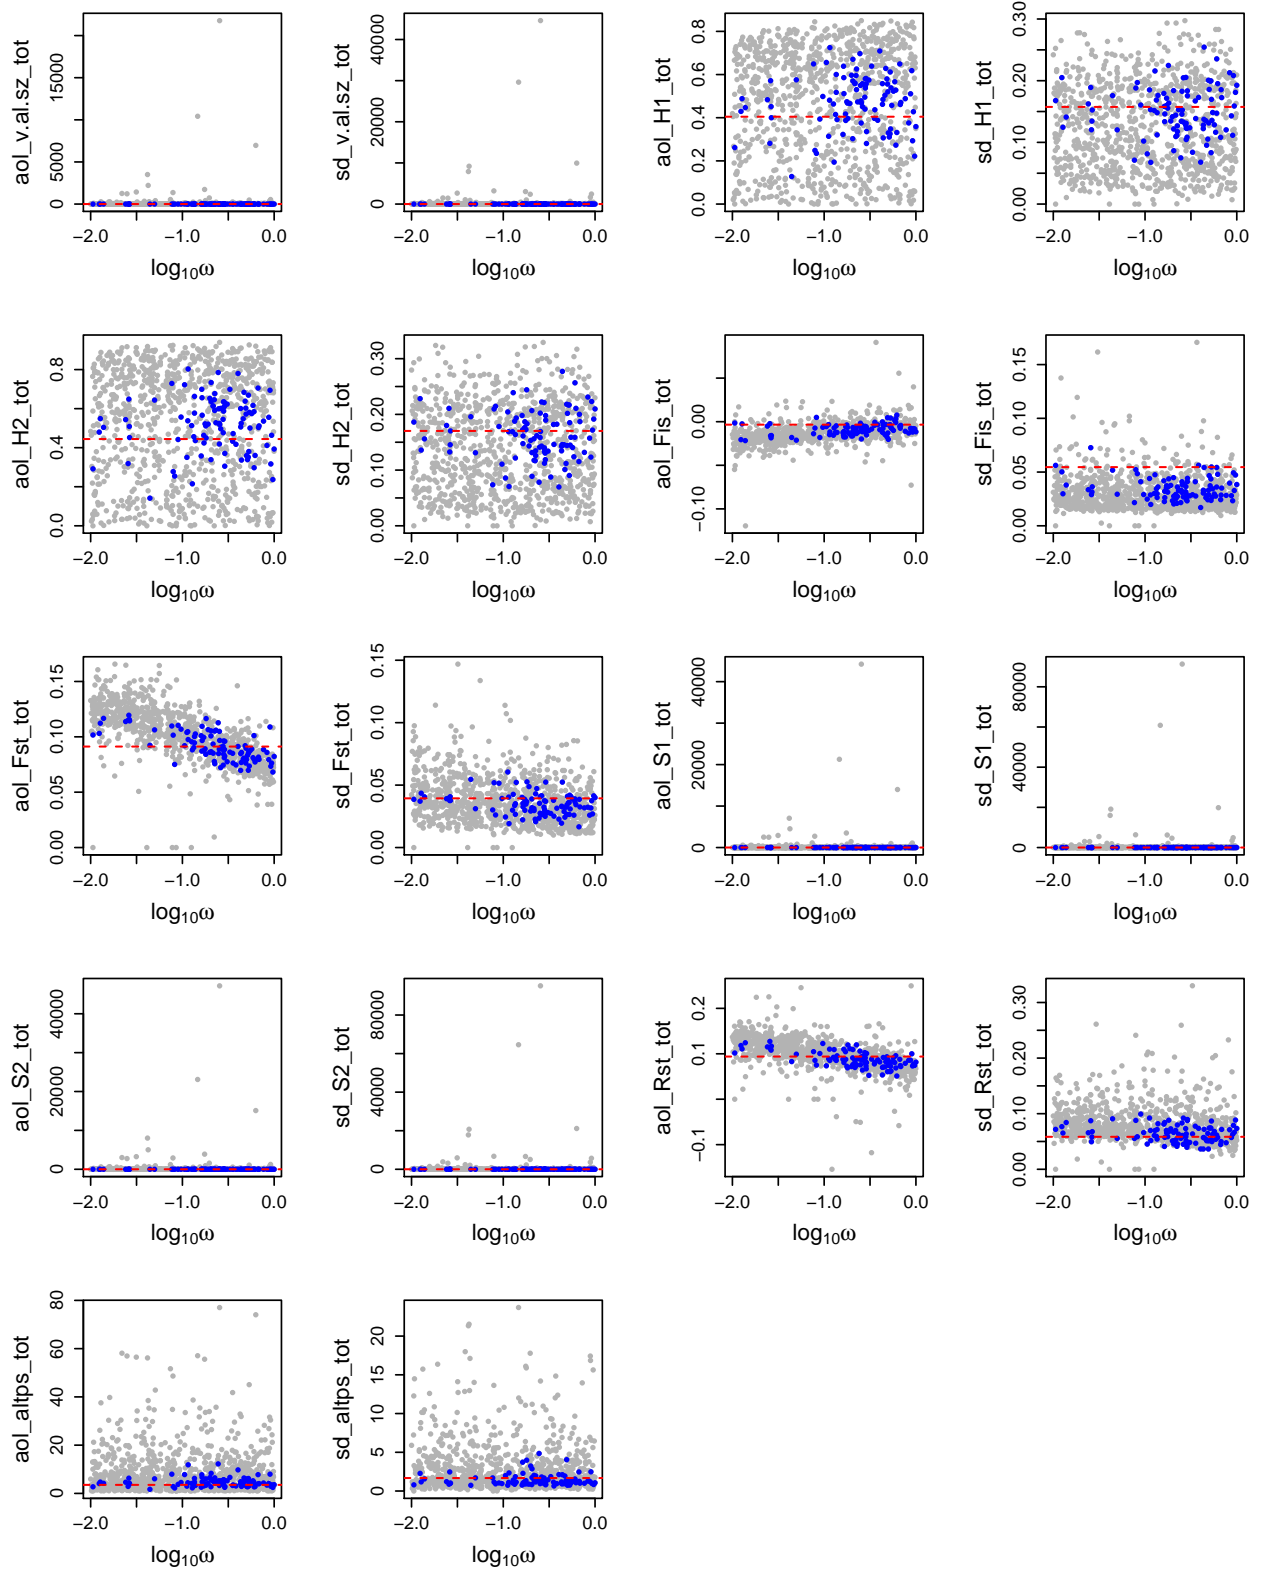 aol_v.al.sz_tot
0 5000 15000
−2.0 −1.0 0.0
log10ω
sd_v.al.sz_tot
0 20000 40000
−2.0 −1.0 0.0
log10ω
aol_H1_tot
0.0 0.2 0.4 0.6 0.8
−2.0 −1.0 0.0
log10ω
sd_H1_tot
0.00 0.10 0.20 0.30
−2.0 −1.0 0.0
log10ω
aol_H2_tot
0.0 0.4 0.8
−2.0 −1.0 0.0
log10ω
sd_H2_tot
0.00 0.10 0.20 0.30
−2.0 −1.0 0.0
log10ω
aol_Fis_tot
−0.10 0.00
−2.0 −1.0 0.0
log10ω
sd_Fis_tot
0.00 0.05 0.10 0.15
−2.0 −1.0 0.0
log10ω
aol_Fst_tot
0.00 0.05 0.10 0.15
−2.0 −1.0 0.0
log10ω
sd_Fst_tot
0.00 0.05 0.10 0.15
−2.0 −1.0 0.0
log10ω
aol_S1_tot
0 20000 40000
−2.0 −1.0 0.0
log10ω
sd_S1_tot
0 40000 80000
−2.0 −1.0 0.0
log10ω
aol_S2_tot
0 20000 40000
−2.0 −1.0 0.0
log10ω
sd_S2_tot
0 40000 80000
−2.0 −1.0 0.0
log10ω
aol_Rst_tot
−0.1 0.1 0.2
−2.0 −1.0 0.0
log10ω
sd_Rst_tot
0.00 0.10 0.20 0.30
−2.0 −1.0 0.0
log10ω
aol_altps_tot
0 20 40 60 80
−2.0 −1.0 0.0
log10ω
sd_altps_tot
0 5 10 15 20
−2.0 −1.0 0.0
log10ω